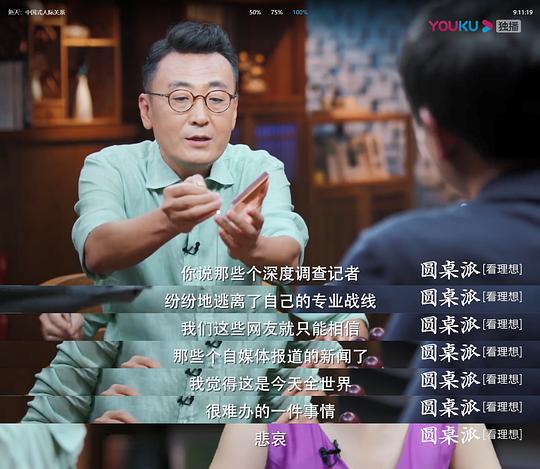 聊天：中国式人际关系 50% 75% 100% 9:11:19
YOUKU 独播
你说那些个深度调查记者 圆桌派[看理想]
纷纷地逃离了自己的专业战线 圆桌派[看理想]
我们这些网友就只能相信 圆桌派[看理想]
那些个自媒体报道的新闻了 圆桌派[看理想]
我觉得这是今天全世界 圆桌派[看理想]
很难办的一件事情 圆桌派[看理想]
悲哀 圆桌派[看理想]